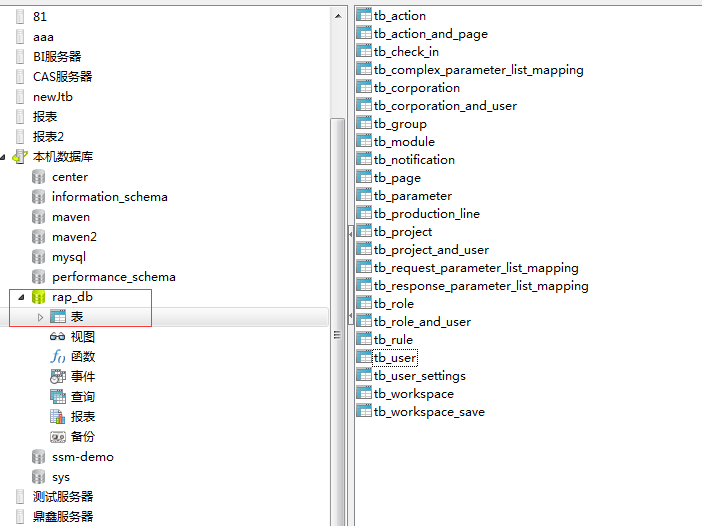 81
aaa
BI服务器
CAS服务器
newJtb
报表
报表2
本机数据库
center
information_schema
maven
maven2
mysql
performance_schema
rap_db
表
视图
函数
事件
查询
报表
备份
ssm-demo
sys
测试服务器
鼎鑫服务器
tb_action
tb_action_and_page
tb_check_in
tb_complex_parameter_list_mapping
tb_corporation
tb_corporation_and_user
tb_group
tb_module
tb_notification
tb_page
tb_parameter
tb_production_line
tb_project
tb_project_and_user
tb_request_parameter_list_mapping
tb_response_parameter_list_mapping
tb_role
tb_role_and_user
tb_rule
tb_user
tb_user_settings
tb_workspace
tb_workspace_save